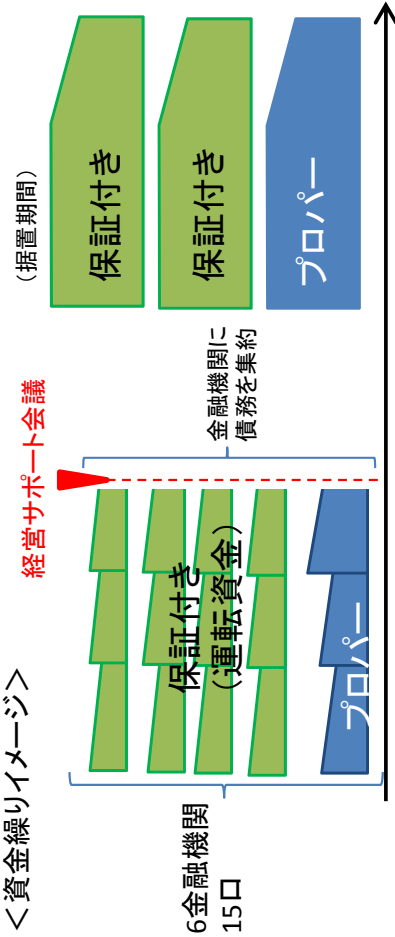 ＜資金繰りイメージ＞
経営サポート会議
（据置期間）
6金融機関
15口
保証付き
（運転資金）
プロパー
金融機関に
債務を集約
保証付き
保証付き
プロパー